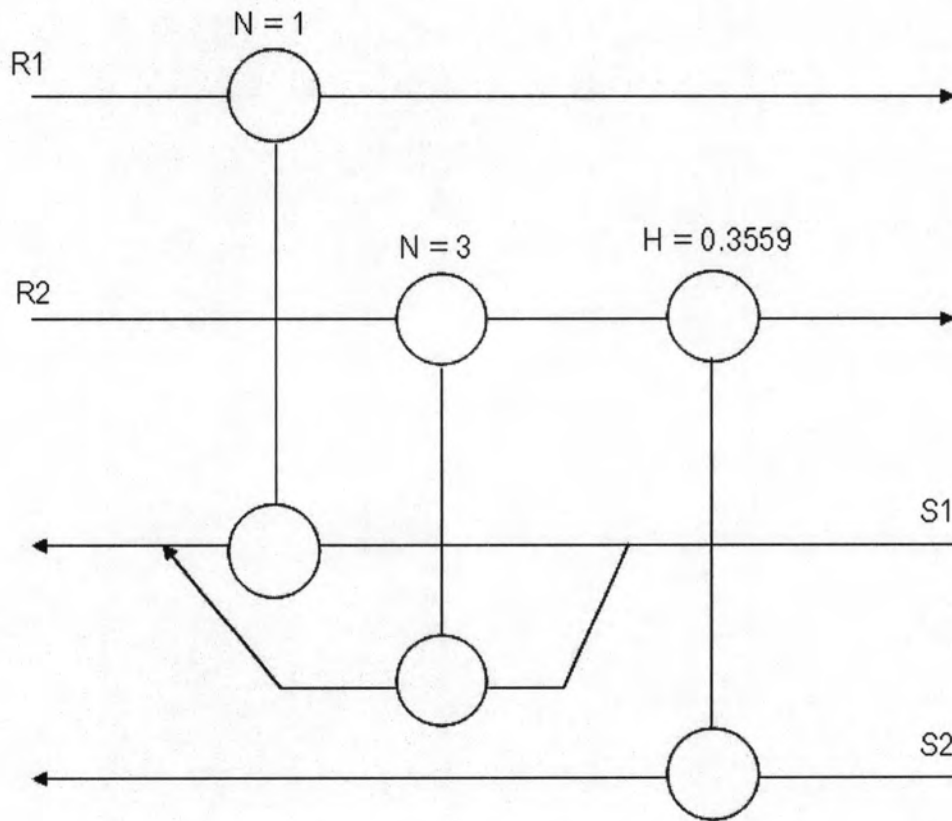 N = 1
R1
N = 3
H = 0.3559
R2
S1
S2